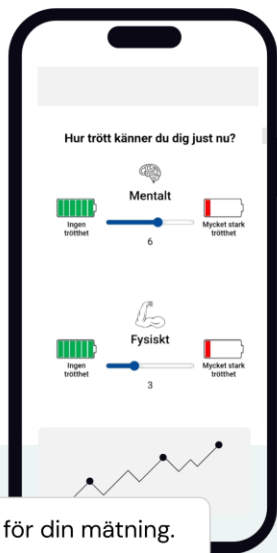 Hur trött känner du dig just nu?
Mentalt
Ingen
trötthet
Mycket stark
trötthet
6
Fysiskt
Ingen
trötthet
Mycket stark
trötthet
3
för din mätning.